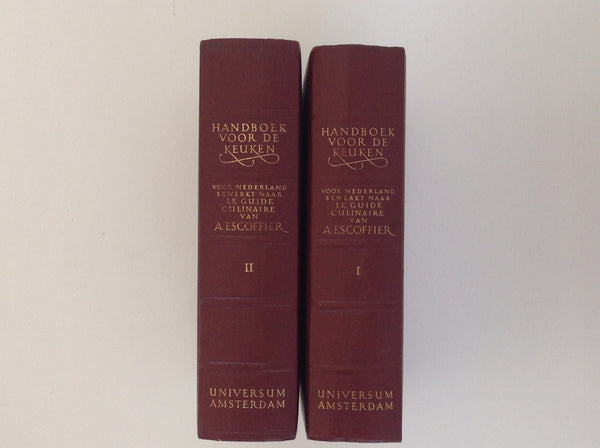 HANDBOEK
VOOR DE
KEUKEN
VOOR NEDERLAND
BEWERKT NAAR
LE GUIDE
CULINAIRE
VAN
A. ESCOFFIER
II
UNIVERSUM
AMSTERDAM
HANDBOEK
VOOR DE
KEUKEN
VOOR NEDERLAND
BEWERKT NAAR
LE GUIDE
CULINAIRE
VAN
A. ESCOFFIER
I
UNIVERSUM
AMSTERDAM